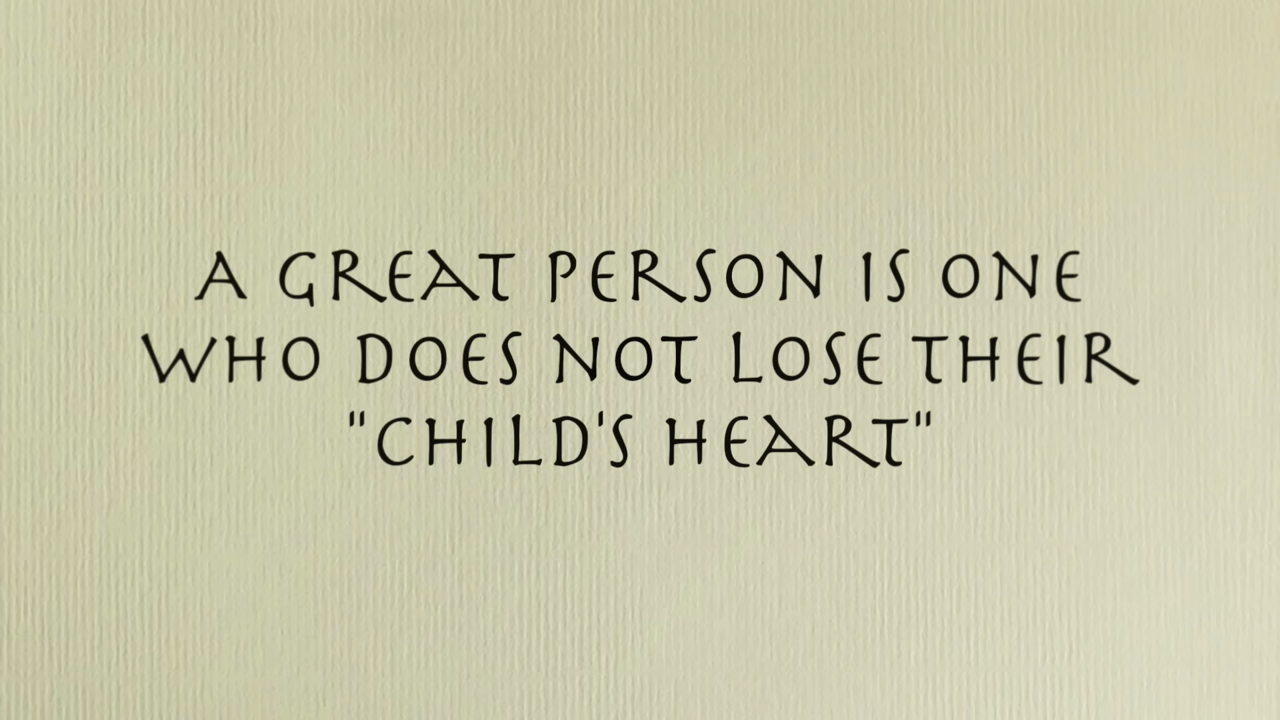 A GREAT PERSON IS ONE
WHO DOES NOT LOSE THEIR
"CHILD'S HEART"